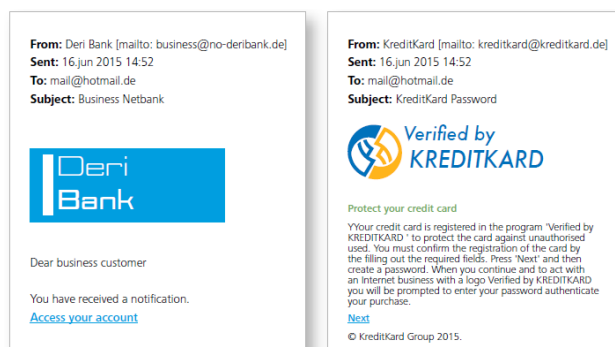 From: Deri Bank [mailto: business@no-deribank.de]
Sent: 16.jun 2015 14:52
To: mail@hotmail.de
Subject: Business Netbank
Deri
Bank
Dear business customer
You have received a notification.
Access your account
From: KreditKard [mailto: kreditkard@kreditkard.de]
Sent: 16.jun 2015 14:52
To: mail@hotmail.de
Subject: KreditKard Password
Verified by
KREDITKARD
Protect your credit card
YYour credit card is registered in the program 'Verified by
KREDITKARD ' to protect the card against unauthorised
used. You must confirm the registration of the card by
the filling out the required fields. Press 'Next' and then
create a password. When you continue and to act with
an Internet business with a logo Verified by KREDITKARD
you will be prompted to enter your password authenticate
your purchase.
Next
© KreditKard Group 2015.